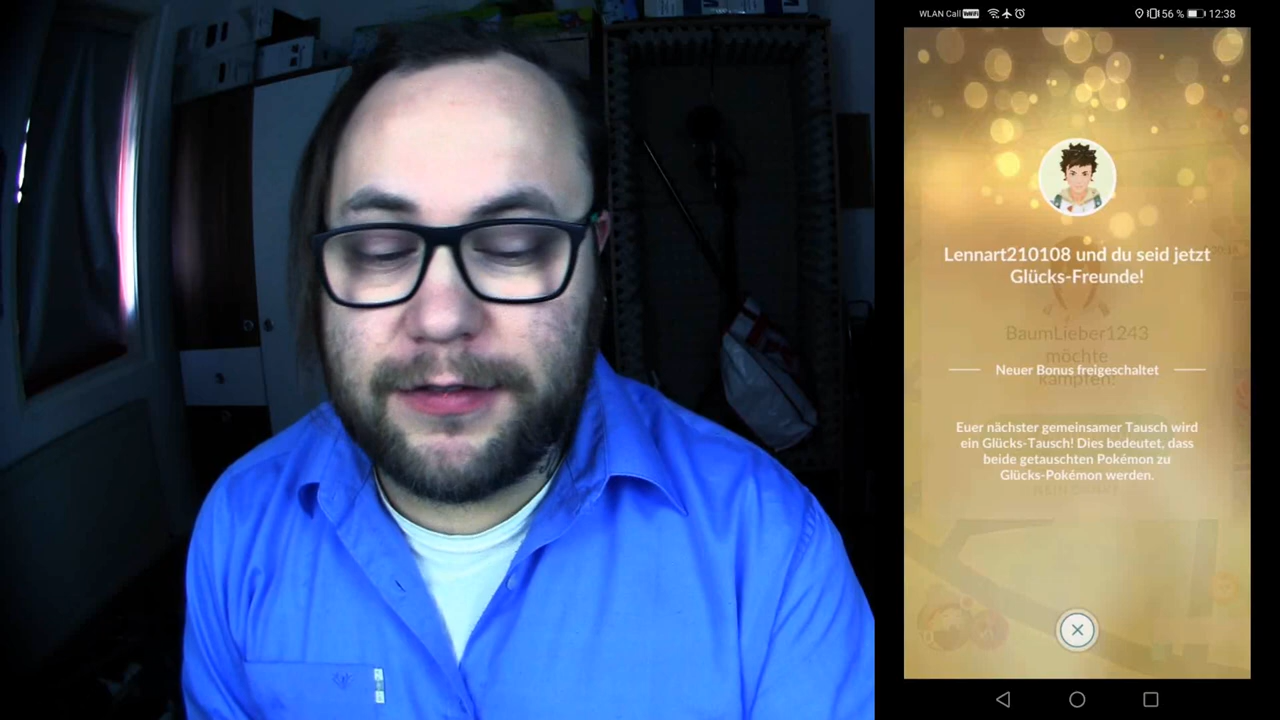 WLAN Call VoWiFi
56 % 12:38
Lennart210108 und du seid jetzt
Glücks-Freunde!
BaumLieber1243
möchte
Neuer Bonus freigeschaltet
kämpfen!
Euer nächster gemeinsamer Tausch wird
ein Glücks-Tausch! Dies bedeutet, dass
beide getauschten Pokémon zu
Glücks-Pokémon werden.